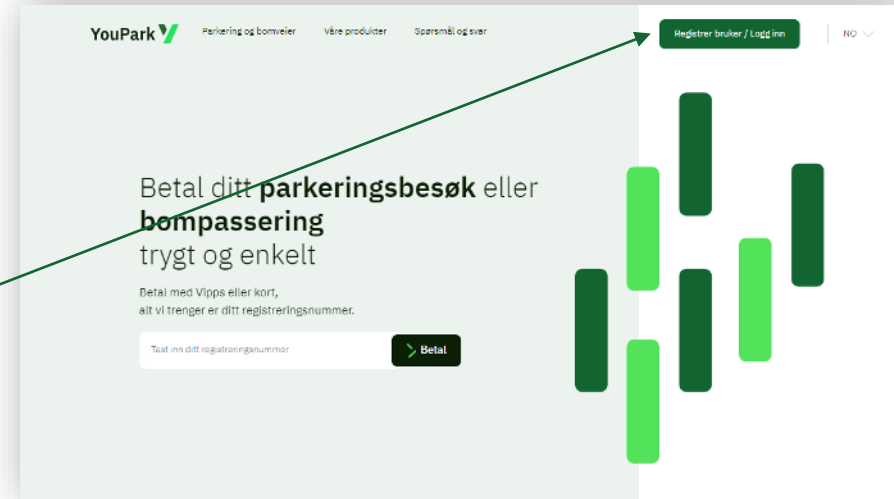 YouPark
Parkering og bomveier
Våre produkter
Spørsmål og svar
Registrer bruker / Logg inn
NO
Betal ditt parkeringsbesøk eller
bompassering
trygt og enkelt
Betal med Vipps eller kort,
alt vi trenger er ditt registreringsnummer.
Tast inn ditt registreringsnummer
Betal